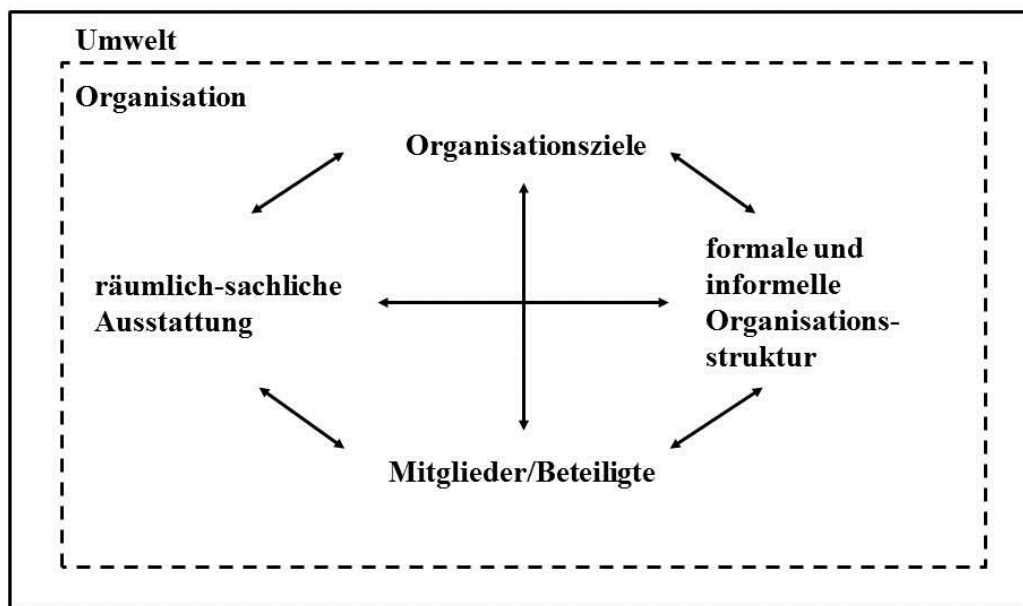 Umwelt
Organisation
Organisationsziele
räumlich-sachliche
Ausstattung
formale und
informelle
Organisations-
struktur
Mitglieder/Beteiligte